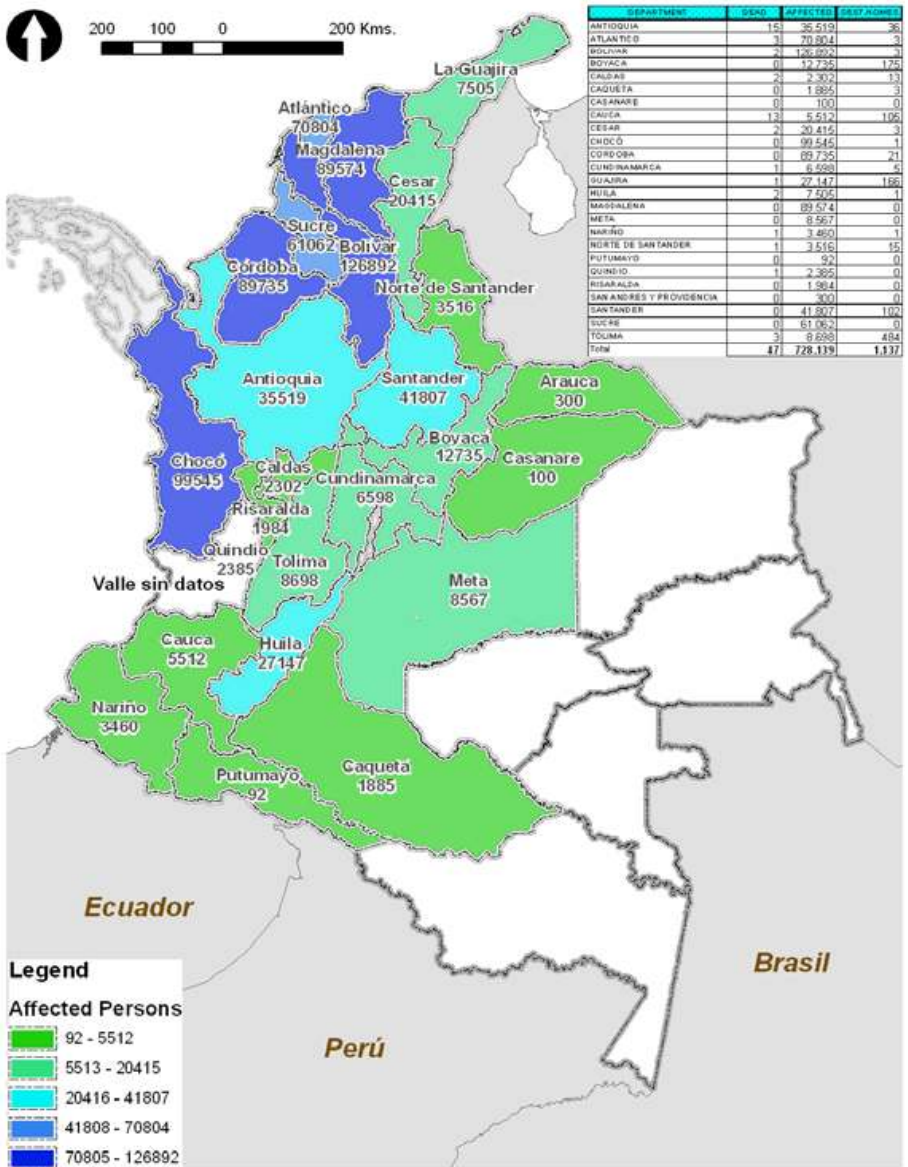 200 0 200 Kms.
DEPARTMENT DEAD AFFECTED DEST.HOMES
ANTIOQUIA 15 35.519 36
ATLANTICO 3 70.804 3
BOLIVAR 2 126.892 3
BOYACA 0 12.735 175
CALDAS 2 2.302 13
CAQUETA 0 1.885 3
CASANARE 0 100 0
CAUCA 13 5.512 105
CESAR 2 20.415 3
CHOCÓ 0 99.545 1
CORDOBA 0 89.735 21
CUNDINAMARCA 1 6.598 5
GUAJIRA 1 27.147 166
HUILA 2 7.505 1
MAGDALENA 0 89.574 0
META 0 8.567 0
NARIÑO 1 3.460 1
NORTE DE SANTANDER 1 3.516 15
PUTUMAYO 0 92 0
QUINDIO 1 2.385 0
RISARALDA 0 1.984 0
SAN ANDRES Y PROVIDENCIA 0 300 0
SANTANDER 0 41.807 102
SUCRE 0 61.062 0
TOLIMA 3 8.698 484
Total 47 728.139 1.137
La Guajira
7505
Atlántico
70804
Magdalena
89574
Cesar
20415
Sucre
61062
Bolívar
126892
Córdoba
89735
Norte de Santander
3516
Antioquia
35519
Santander
41807
Arauca
300
Boyacá
12735
Casanare
100
Chocó
99545
Caldas
2302
Cundinamarca
6598
Risaralda
1984
Quindio
2385
Tolima
8698
Valle sin datos
Meta
8567
Cauca
5512
Huila
27147
Nariño
3460
Putumayo
92
Caquetá
1885
Ecuador
Brasil
Perú
Legend
Affected Persons
92 - 5512
5513 - 20415
20416 - 41807
41808 - 70804
70805 - 126892